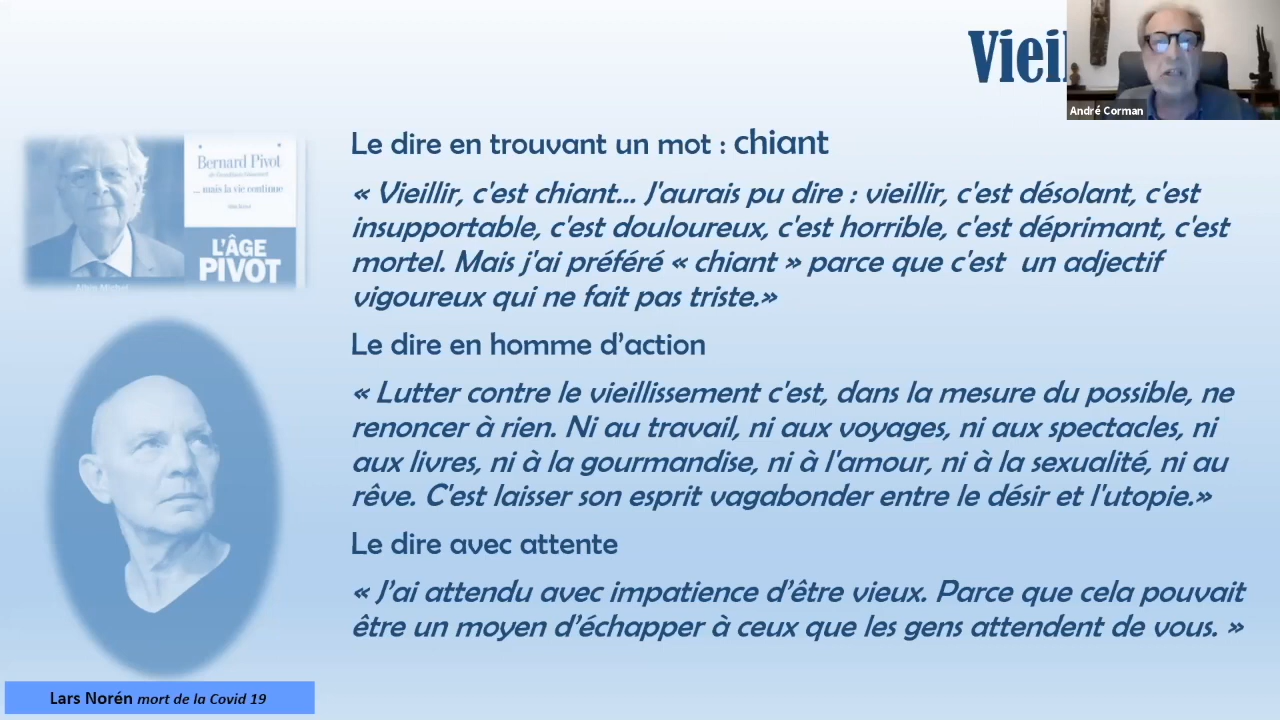 Vieil
André Corman
Bernard Pivot
... mais la vie continue
L'ÂGE
PIVOT
Albin Michel
Le dire en trouvant un mot : chiant
« Vieillir, c'est chiant... J'aurais pu dire : vieillir, c'est désolant, c'est
insupportable, c'est douloureux, c'est horrible, c'est déprimant, c'est
mortel. Mais j'ai préféré « chiant » parce que c'est un adjectif
vigoureux qui ne fait pas triste.»
Le dire en homme d’action
« Lutter contre le vieillissement c'est, dans la mesure du possible, ne
renoncer à rien. Ni au travail, ni aux voyages, ni aux spectacles, ni
aux livres, ni à la gourmandise, ni à l'amour, ni à la sexualité, ni au
rêve. C'est laisser son esprit vagabonder entre le désir et l'utopie.»
Le dire avec attente
« J’ai attendu avec impatience d’être vieux. Parce que cela pouvait
être un moyen d’échapper à ceux que les gens attendent de vous. »
Lars Norén mort de la Covid 19